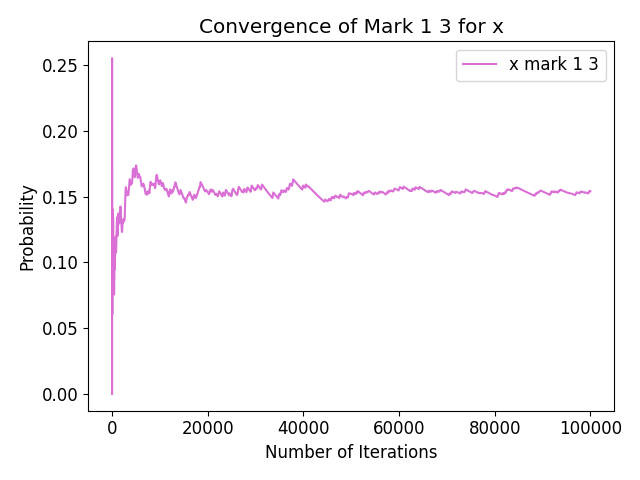 Convergence of Mark 1 3 for x
x mark 1 3
Probability
0.25
0.20
0.15
0.10
0.05
0.00
0 20000 40000 60000 80000 100000
Number of Iterations